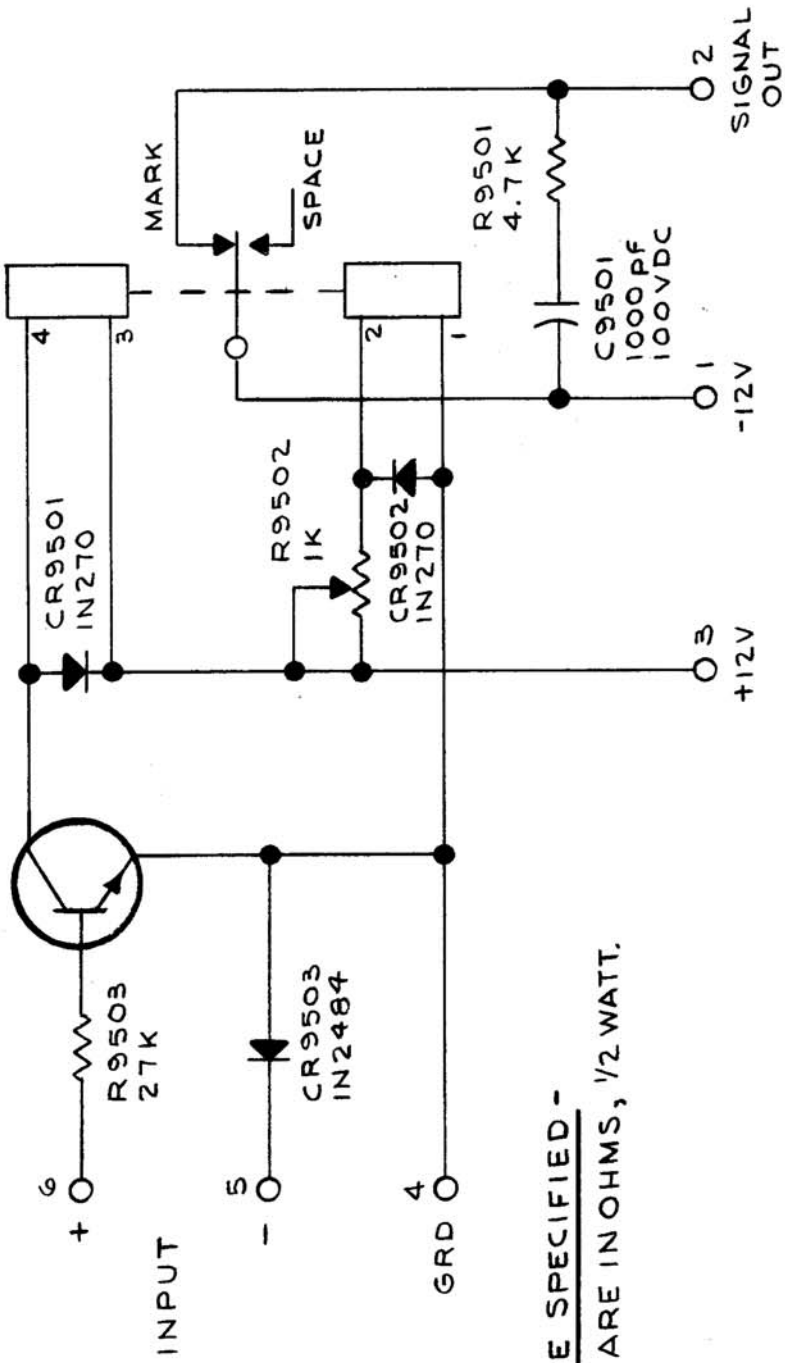 6
+
R9503
27K
INPUT
5
-
CR9503
IN2484
4
GRD
CR9501
IN270
4
3
MARK
SPACE
R9502
1K
2
1
CR9502
IN270
R9501
4.7K
C9501
1000 PF
100VDC
3
+12V
1
-12V
2
SIGNAL
OUT
E SPECIFIED -
ARE IN OHMS, 1/2 WATT.